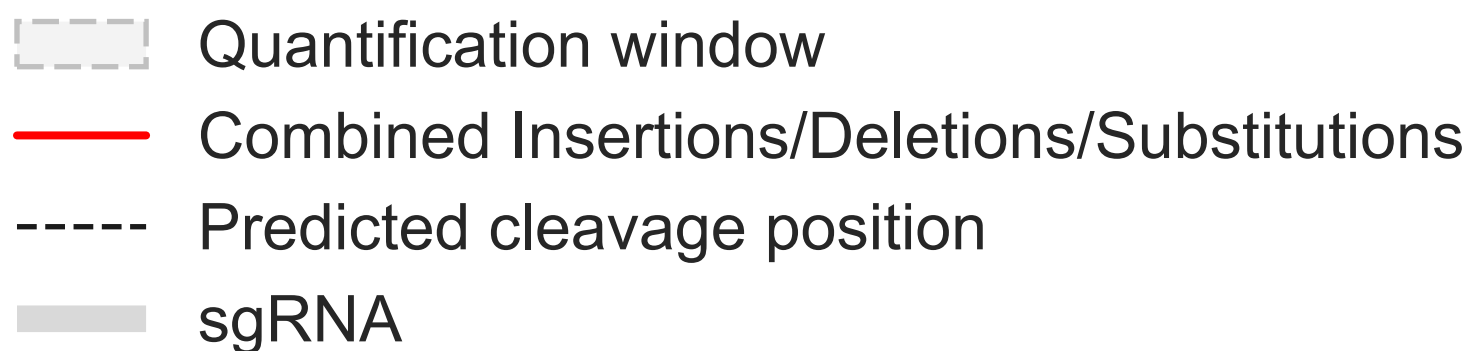 Quantification window
Combined Insertions/Deletions/Substitutions
Predicted cleavage position
sgRNA